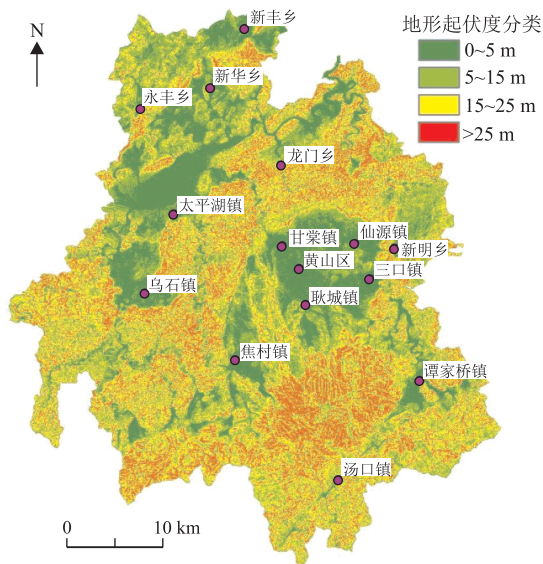 新丰乡
地形起伏度分类
N
0~5 m
新华乡
5~15 m
永丰乡
15~25 m
>25 m
龙门乡
太平湖镇
甘棠镇
仙源镇
新明乡
黄山区
三口镇
乌石镇
耿城镇
焦村镇
谭家桥镇
汤口镇
0
10 km